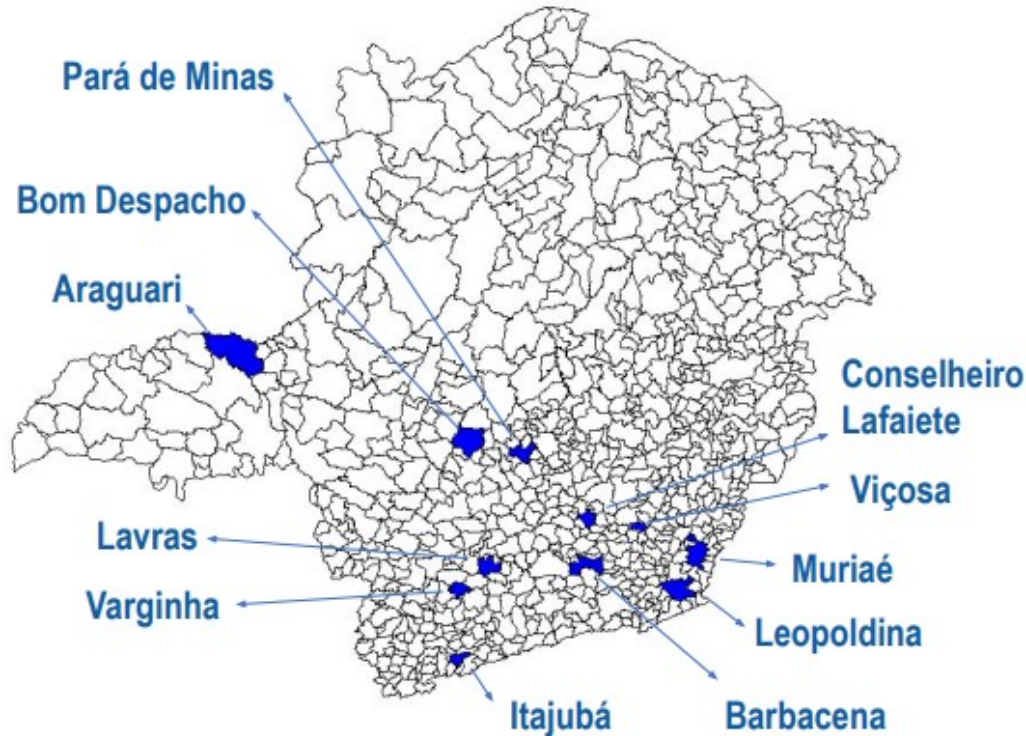 Pará de Minas
Bom Despacho
Araguari
Conselheiro
Lafaiete
Viçosa
Lavras
Muriaé
Varginha
Leopoldina
Itajubá
Barbacena